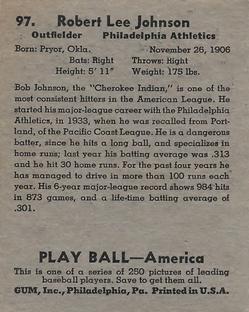 97. Robert Lee Johnson
Outfielder Philadelphia Athletics
Born: Pryor, Okla. November 26, 1906
Bats: Right Throws: Right
Height: 5' 11" Weight: 175 lbs.
Bob Johnson, the "Cherokee Indian," is one of the
most consistent hitters in the American League. He
started his major-league career with the Philadelphia
Athletics, in 1933, when he was recalled from Port-
land, of the Pacific Coast League. He is a dangerous
batter, since he hits a long ball, and specializes in
home runs; last year his batting average was .313
and he hit 30 home runs. For the past four years he
has managed to drive in more than 100 runs each
year. His 6-year major-league record shows 984 hits
in 873 games, and a life-time batting average of
.301.
PLAY BALL—America
This is one of a series of 250 pictures of leading
baseball players. Save to get them all.
GUM, Inc., Philadelphia, Pa. Printed in U.S.A.